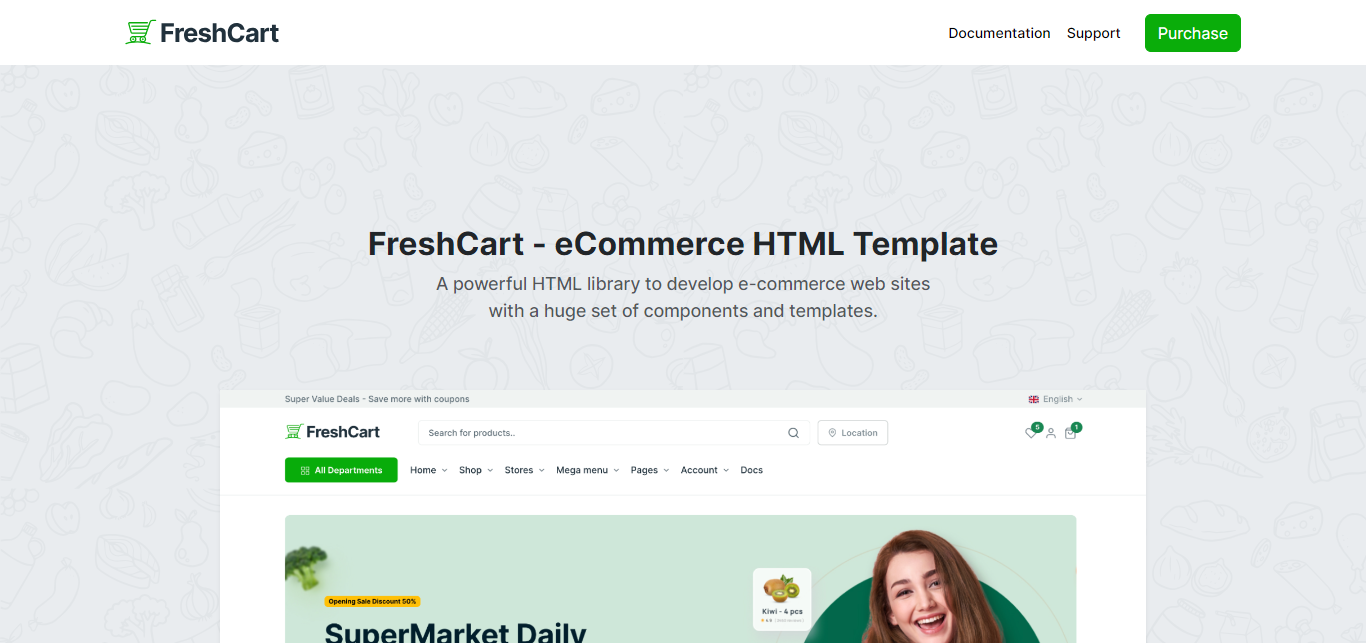 FreshCart
Documentation Support Purchase
FreshCart - eCommerce HTML Template
A powerful HTML library to develop e-commerce web sites
with a huge set of components and templates.
Super Value Deals - Save more with coupons English
FreshCart Search for products.. Location 5 1
All Departments Home Shop Stores Mega menu Pages Account Docs
Opening Sale Discount 50%
Kiwi - 4 pcs
SuperMarket Daily